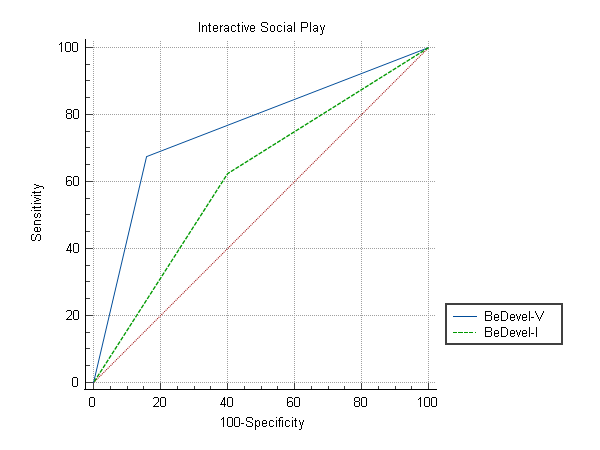 Interactive Social Play
100
80
60
40
20
0
Sensitivity
0 20 40 60 80 100
100-Specificity
BeDevel-V
BeDevel-I